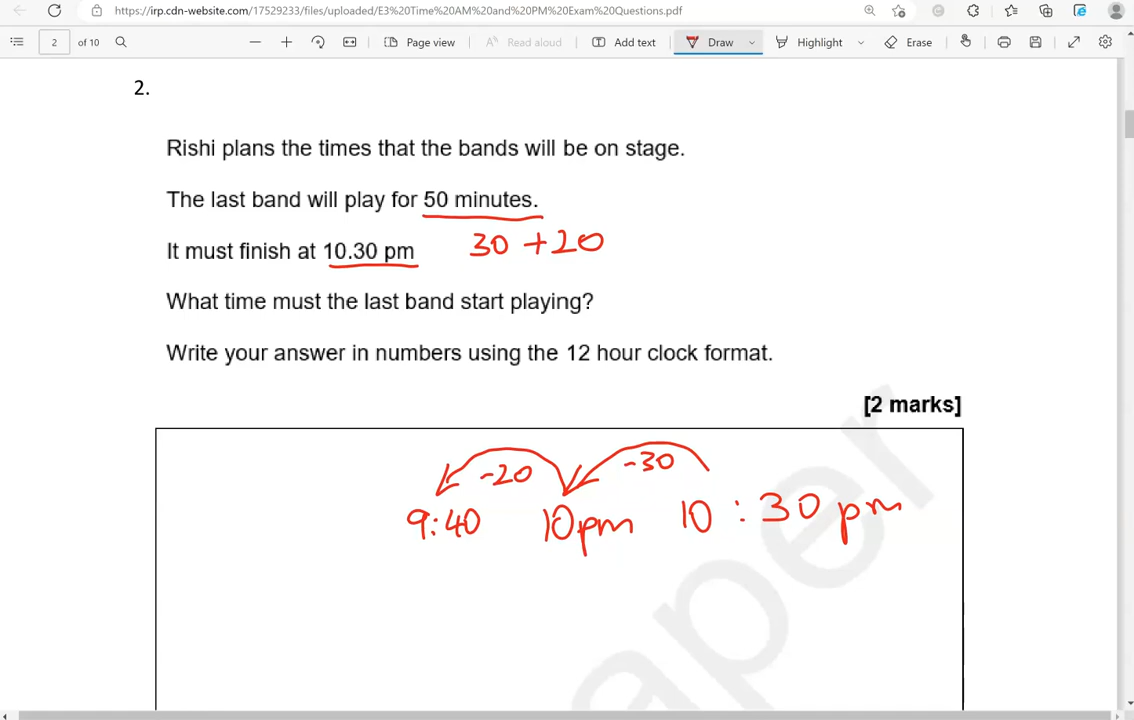 https://irp.cdn-website.com/17529233/files/uploaded/E3%20Time%20AM%20and%20PM%20Exam%20Questions.pdf
2 of 10 Page view Read aloud Add text Draw Highlight Erase
2.
Rishi plans the times that the bands will be on stage.
The last band will play for 50 minutes.
It must finish at 10.30 pm 30 + 20
What time must the last band start playing?
Write your answer in numbers using the 12 hour clock format.
[2 marks]
-20 -30
9:40 10pm 10 : 30 pm
aper